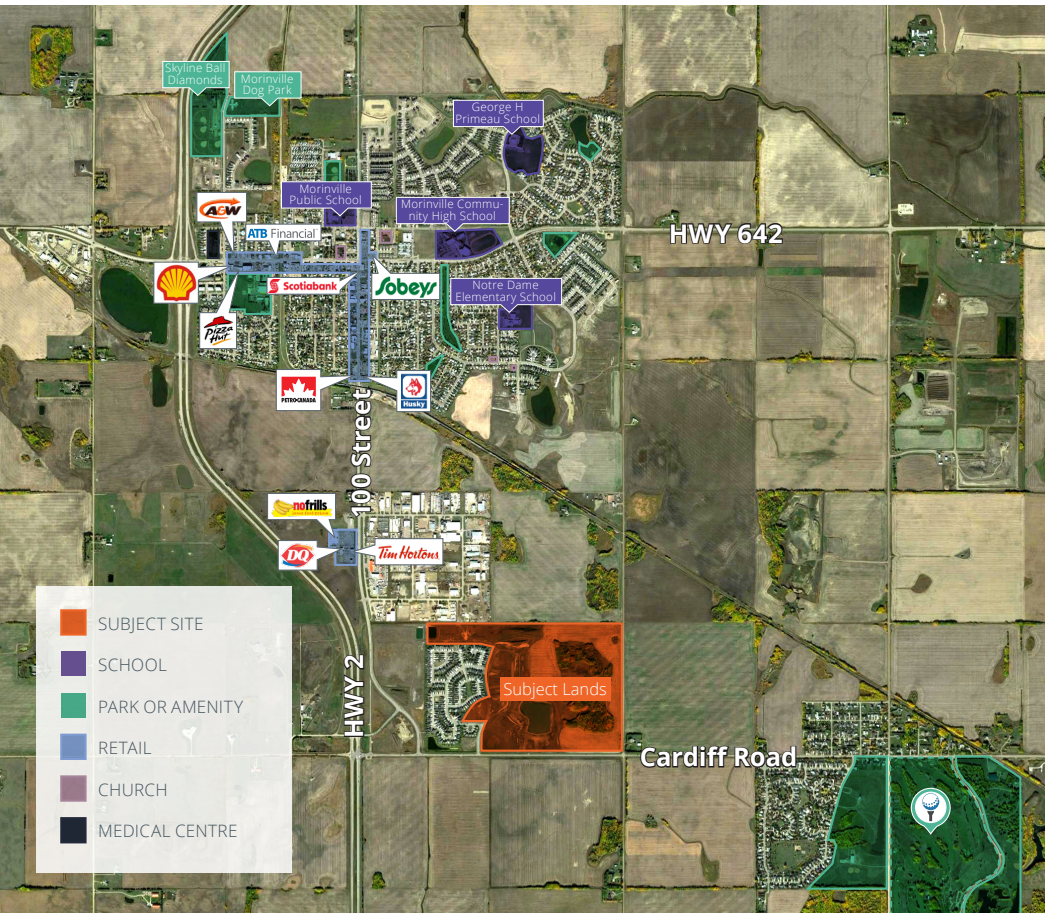 Skyline Ball
Diamonds
Morinville
Dog Park
George H
Primeau School
Morinville
Public School
Morinville Commu-
nity High School
A&W
ATB Financial
HWY 642
Scotiabank
Sobeys
Notre Dame
Elementary School
Pizza
Hut
PETRO-CANADA
Husky
100 Street
nofrills
DQ
Tim Hortons
SUBJECT SITE
SCHOOL
PARK OR AMENITY
RETAIL
CHURCH
MEDICAL CENTRE
HWY 2
Subject Lands
Cardiff Road